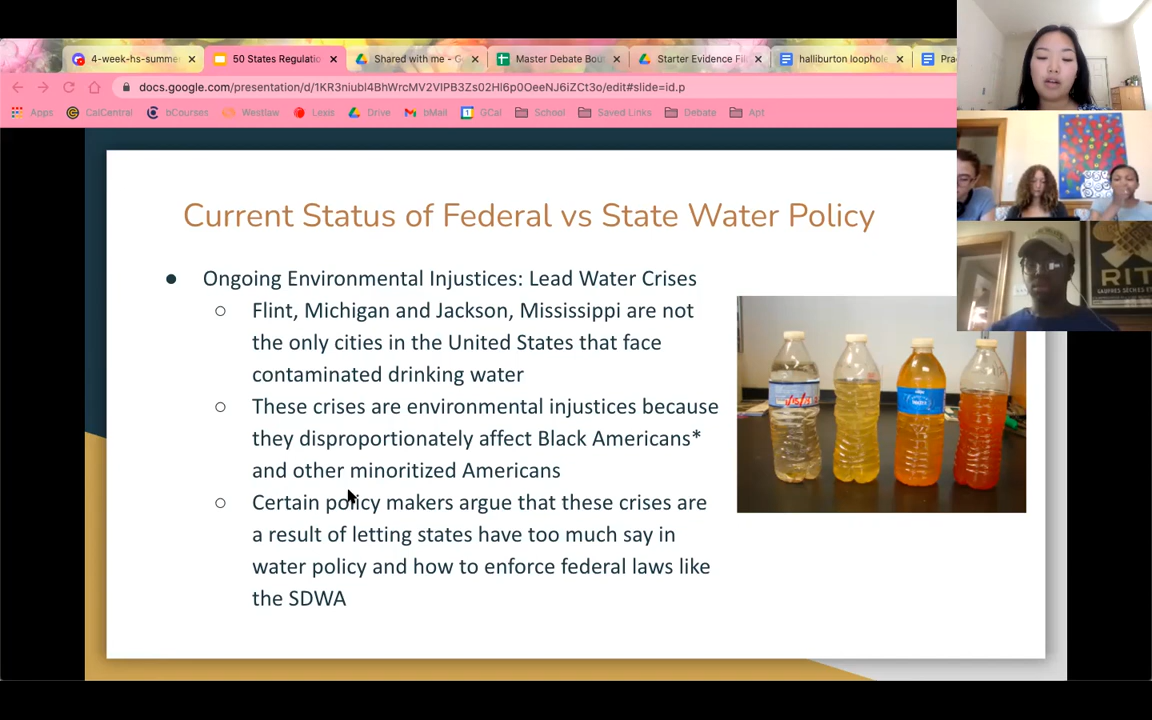 4-week-hs-summe
50 States Regulatio
Shared with me - G
Master Debate Bou
Starter Evidence Fi
halliburton loophole
Pra
docs.google.com/presentation/d/1KR3niubl4BhWrcMV2VIPB3Zs02Hl6p0OeeNJ6iZCt3o/edit#slide=id.p
Apps CalCentral bCourses Westlaw Lexis Drive bMail GCal School Saved Links Debate Apt
Current Status of Federal vs State Water Policy
● Ongoing Environmental Injustices: Lead Water Crises
○ Flint, Michigan and Jackson, Mississippi are not
the only cities in the United States that face
contaminated drinking water
○ These crises are environmental injustices because
they disproportionately affect Black Americans*
and other minoritized Americans
○ Certain policy makers argue that these crises are
a result of letting states have too much say in
water policy and how to enforce federal laws like
the SDWA
RIT